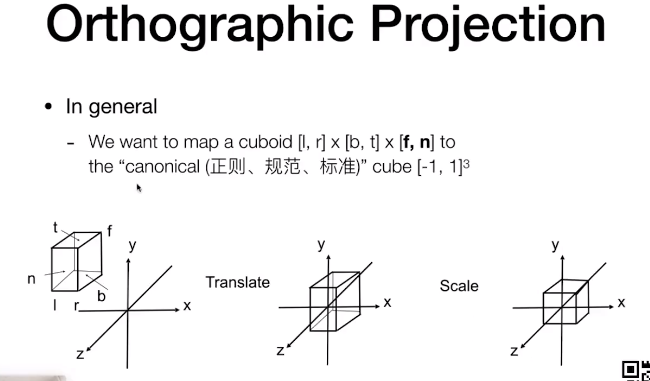 Orthographic Projection
• In general
- We want to map a cuboid [l, r] x [b, t] x [f, n] to
the “canonical (正则、规范、标准)” cube [-1, 1]³
t
f
y
n
l
r
b
x
z
Translate
y
x
z
Scale
y
x
z